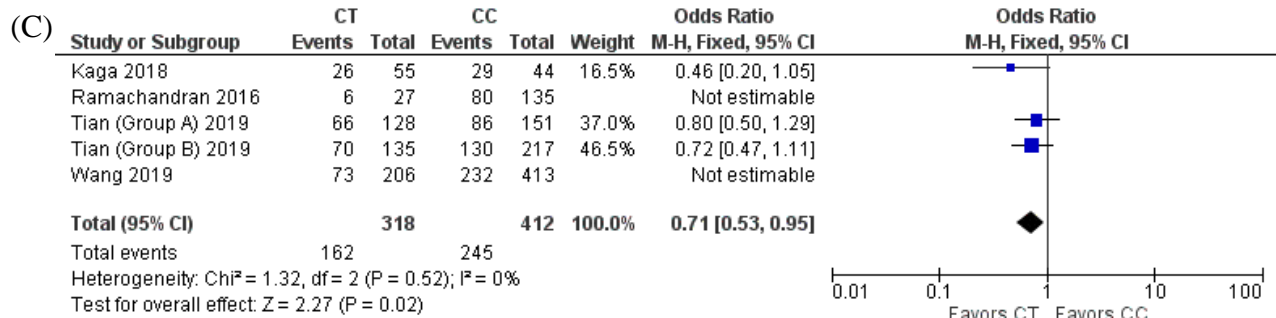 (C)
CT CC Odds Ratio Odds Ratio
Study or Subgroup Events Total Events Total Weight M-H, Fixed, 95% CI M-H, Fixed, 95% CI
Kaga 2018 26 55 29 44 16.5% 0.46 [0.20, 1.05]
Ramachandran 2016 6 27 80 135 Not estimable
Tian (Group A) 2019 66 128 86 151 37.0% 0.80 [0.50, 1.29]
Tian (Group B) 2019 70 135 130 217 46.5% 0.72 [0.47, 1.11]
Wang 2019 73 206 232 413 Not estimable
Total (95% CI) 318 412 100.0% 0.71 [0.53, 0.95]
Total events 162 245
Heterogeneity: Chi² = 1.32, df = 2 (P = 0.52); I² = 0%
Test for overall effect: Z = 2.27 (P = 0.02)
0.01 0.1 1 10 100
Favors CT Favors CC